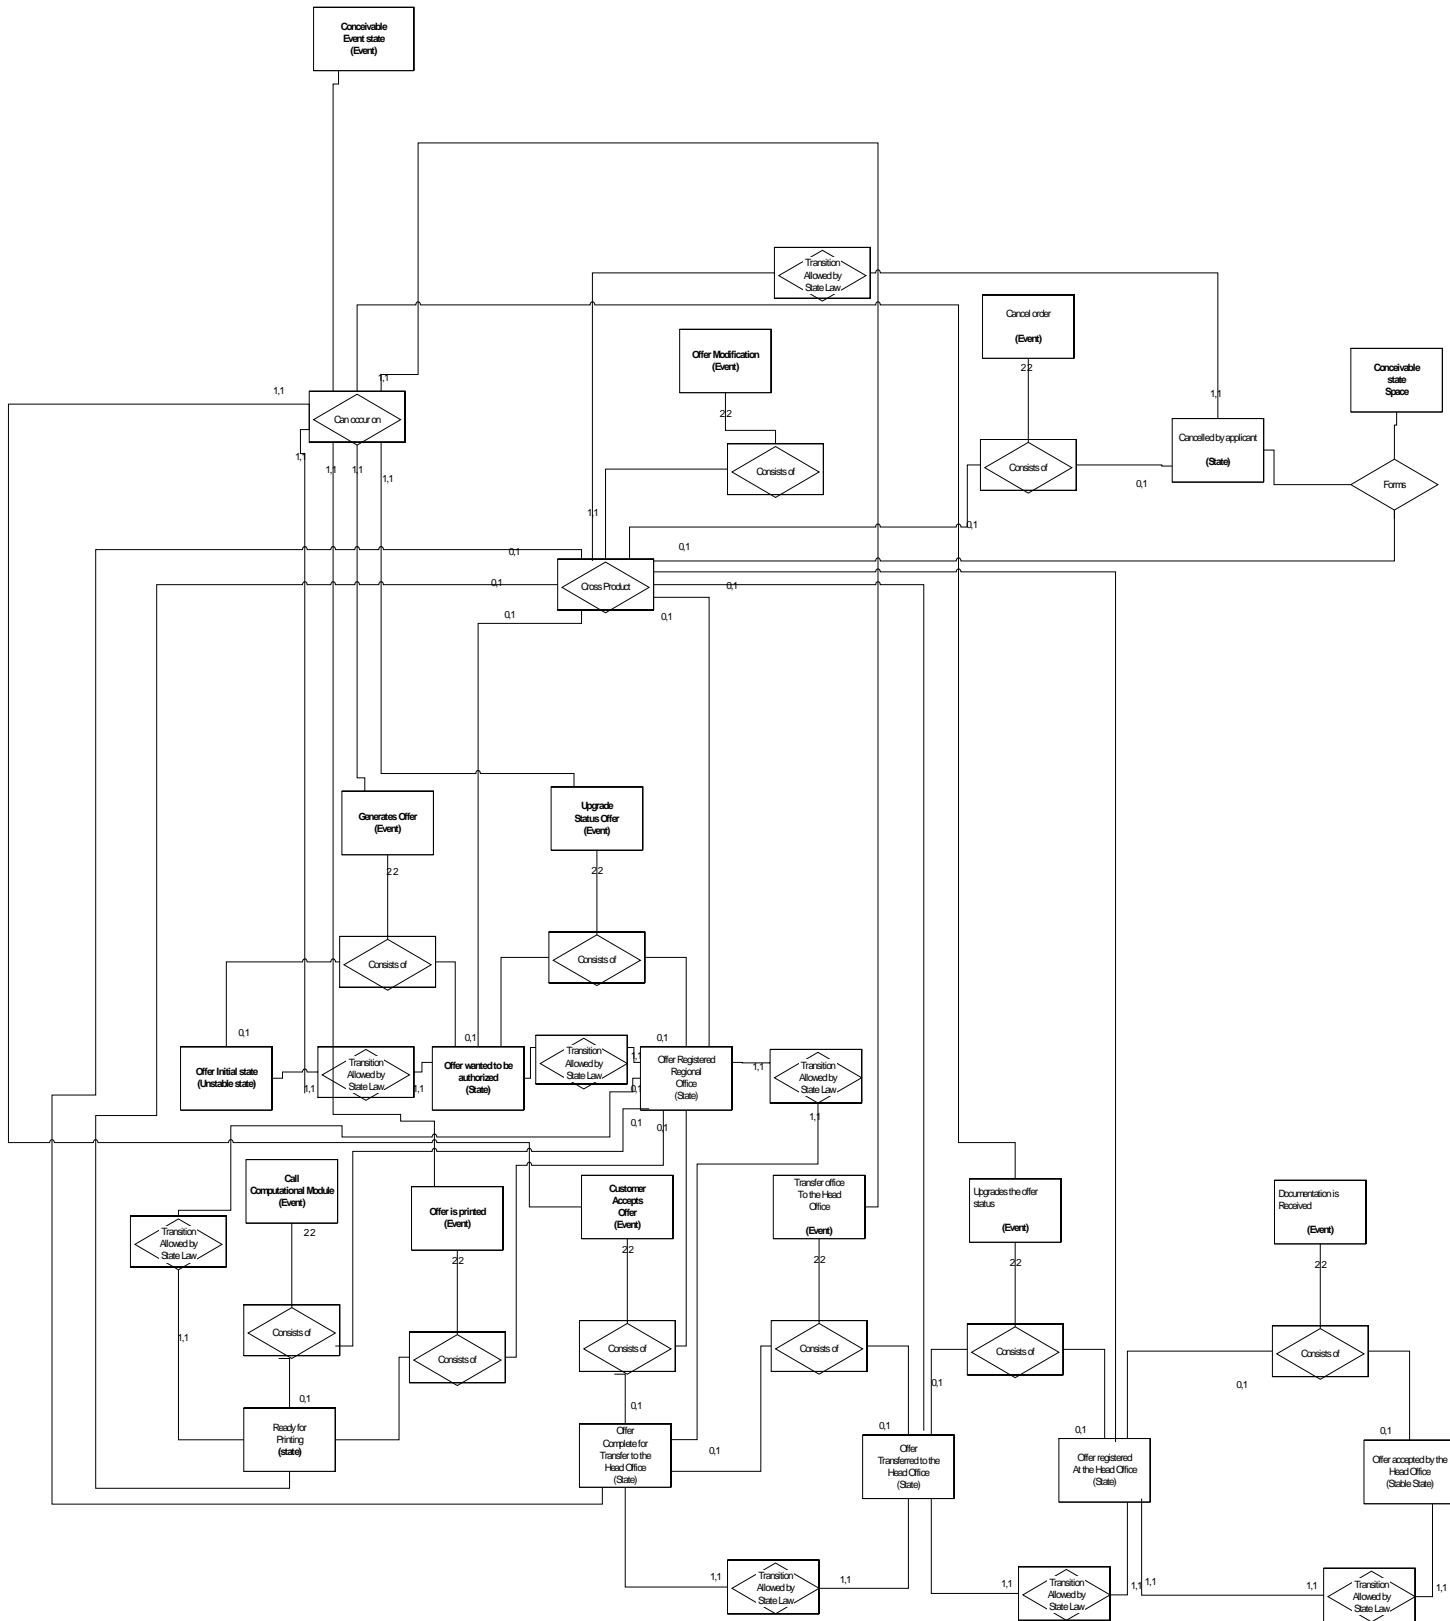 Conceivable
Event state
(Event)
Transition
Allowed by
State Law
Cancel order
(Event)
2,2
Offer Modification
(Event)
2,2
Conceivable
state
Space
1,1
1,1
1,1
Can occur on
Cancelled by applicant
(State)
Consists of
Consists of
Forms
1,1
1,1
1,1
1,1
0,1
1,1
0,1
0,1
0,1
0,1
0,1
Cross Product
0,1
0,1
0,1
Generates Offer
(Event)
Upgrade
Status Offer
(Event)
2,2
2,2
Consists of
Consists of
0,1
0,1
0,1
Offer Initial state
(Unstable state)
Transition
Allowed by
State Law
1,1
1,1
Offer wanted to be
authorized
(State)
Transition
Allowed by
State Law
1,1
0,1
Offer Registered
Regional
Office
(State)
1,1
Transition
Allowed by
State Law
1,1
0,1
0,1
Call
Computational Module
(Event)
2,2
Offer is printed
(Event)
2,2
Customer
Accepts
Offer
(Event)
2,2
Transfer office
To the Head
Office
(Event)
2,2
Upgrades the offer
status
(Event)
2,2
Documentation is
Received
(Event)
2,2
Transition
Allowed by
State Law
1,1
Consists of
Consists of
Consists of
Consists of
Consists of
Consists of
0,1
0,1
0,1
0,1
0,1
0,1
0,1
0,1
Ready for
Printing
(state)
Offer
Complete for
Transfer to the
Head Office
(State)
Offer
Transferred to the
Head Office
(State)
Offer registered
At the Head Office
(State)
Offer accepted by the
Head Office
(Stable State)
1,1
Transition
Allowed by
State Law
1,1
1,1
Transition
Allowed by
State Law
1,1
1,1
1,1
Transition
Allowed by
State Law
1,1